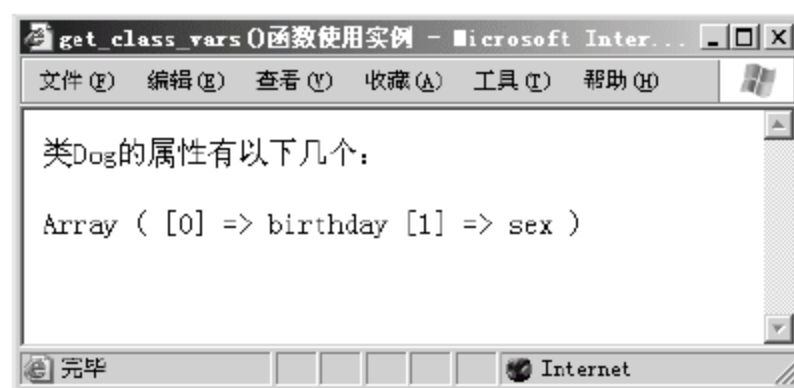 get_class_vars()函数使用实例 - Microsoft Inter...
文件(F) 编辑(E) 查看(V) 收藏(A) 工具(T) 帮助(H)
类Dog的属性有以下几个：
Array ( [0] => birthday [1] => sex )
完毕 Internet